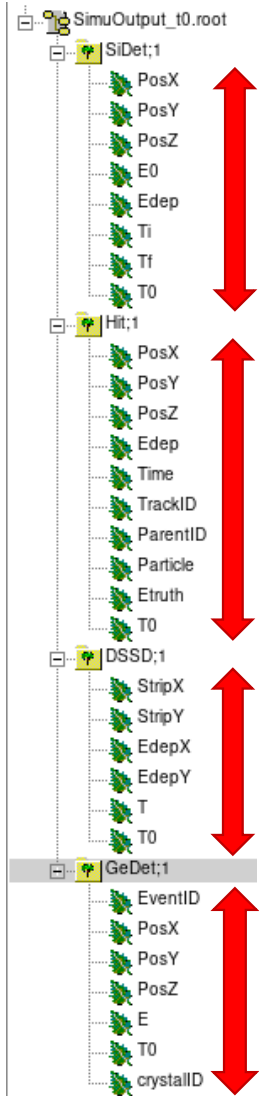 SimuOutput_t0.root
SiDet;1
PosX
PosY
PosZ
E0
Edep
Ti
Tf
T0
Hit;1
PosX
PosY
PosZ
Edep
Time
TrackID
ParentID
Particle
Etruth
T0
DSSD;1
StripX
StripY
EdepX
EdepY
T
T0
GeDet;1
EventID
PosX
PosY
PosZ
E
T0
crystalID